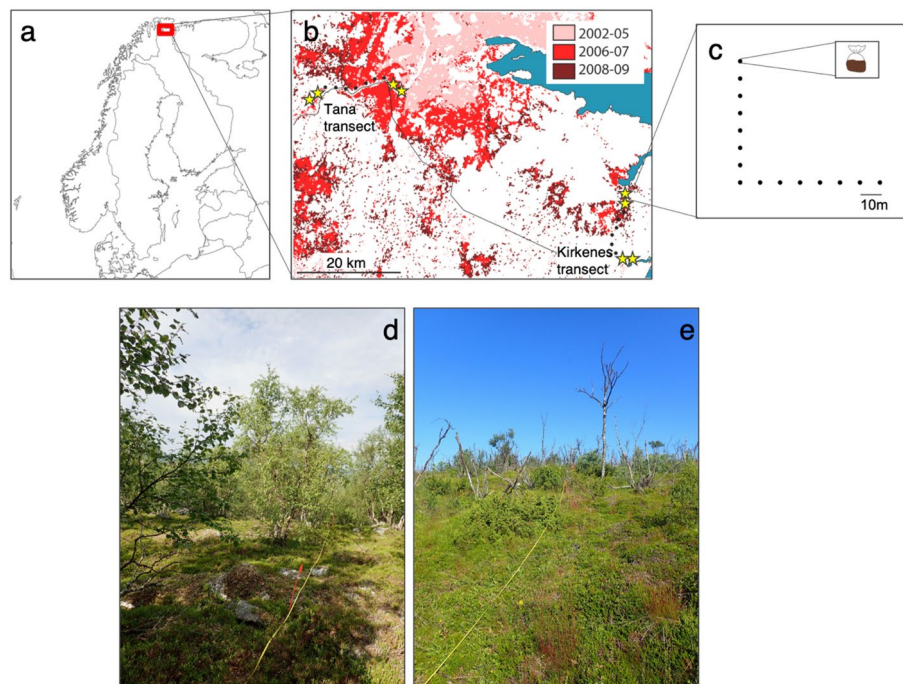 a
b
2002-05
2006-07
2008-09
Tana
transect
20 km
Kirkenes
transect
c
10m
d
e